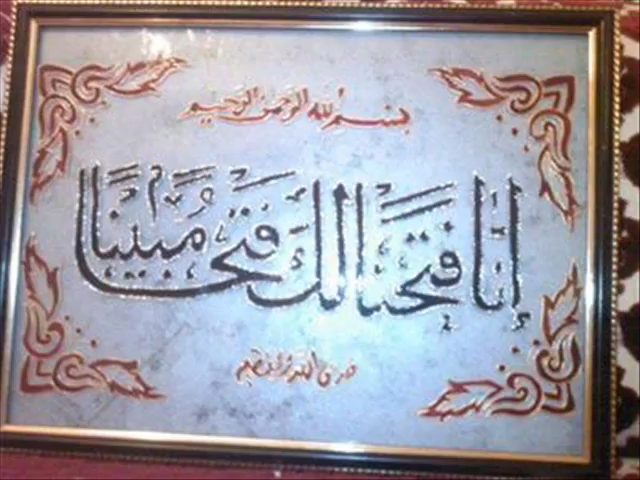 بسم الله الرحمن الرحيم
إنا فتحنا لك فتحا مبينا
صدق الله العظيم